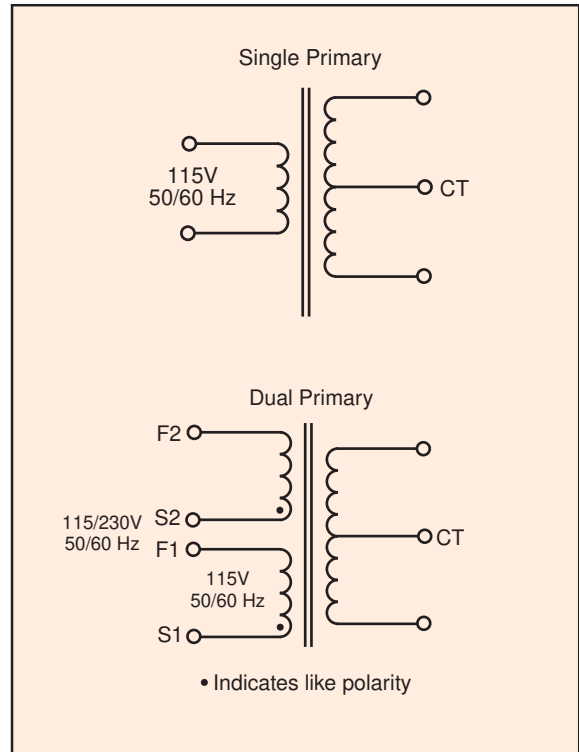 Single Primary
115V
50/60 Hz
CT
Dual Primary
F2
115/230V
50/60 Hz
S2
F1
CT
115V
50/60 Hz
S1
• Indicates like polarity